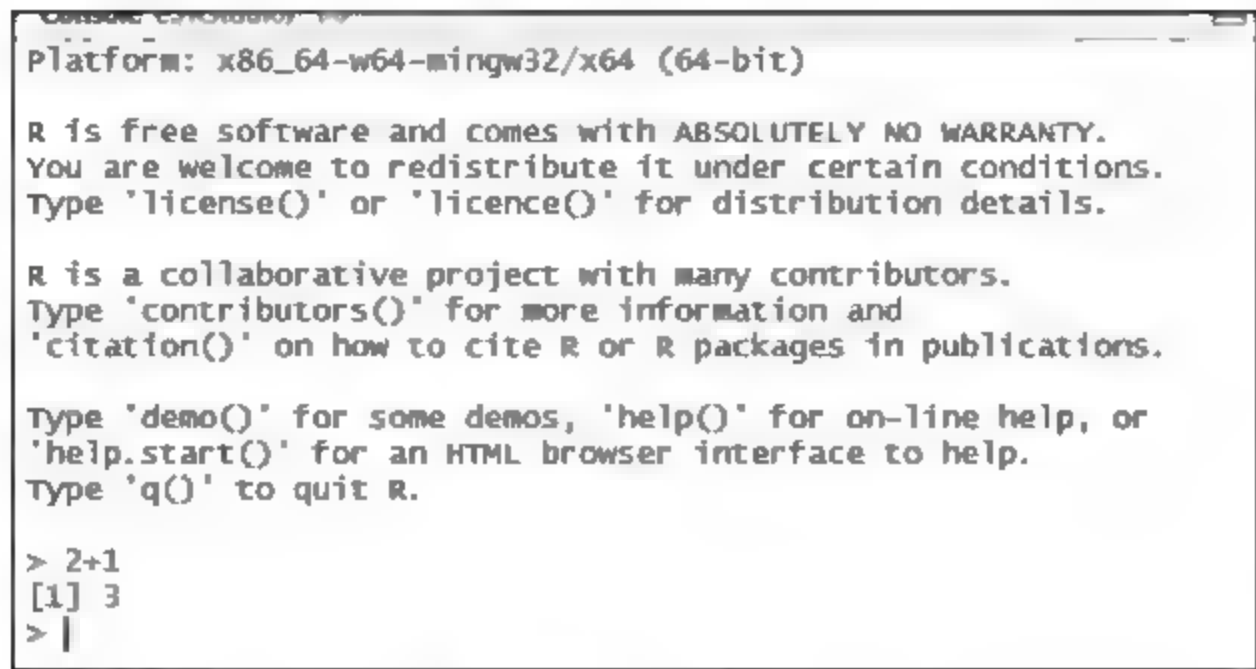 Platform: x86_64-w64-mingw32/x64 (64-bit)
R is free software and comes with ABSOLUTELY NO WARRANTY.
You are welcome to redistribute it under certain conditions.
Type 'license()' or 'licence()' for distribution details.
R is a collaborative project with many contributors.
Type 'contributors()' for more information and
'citation()' on how to cite R or R packages in publications.
Type 'demo()' for some demos, 'help()' for on-line help, or
'help.start()' for an HTML browser interface to help.
Type 'q()' to quit R.
> 2+1
[1] 3
>